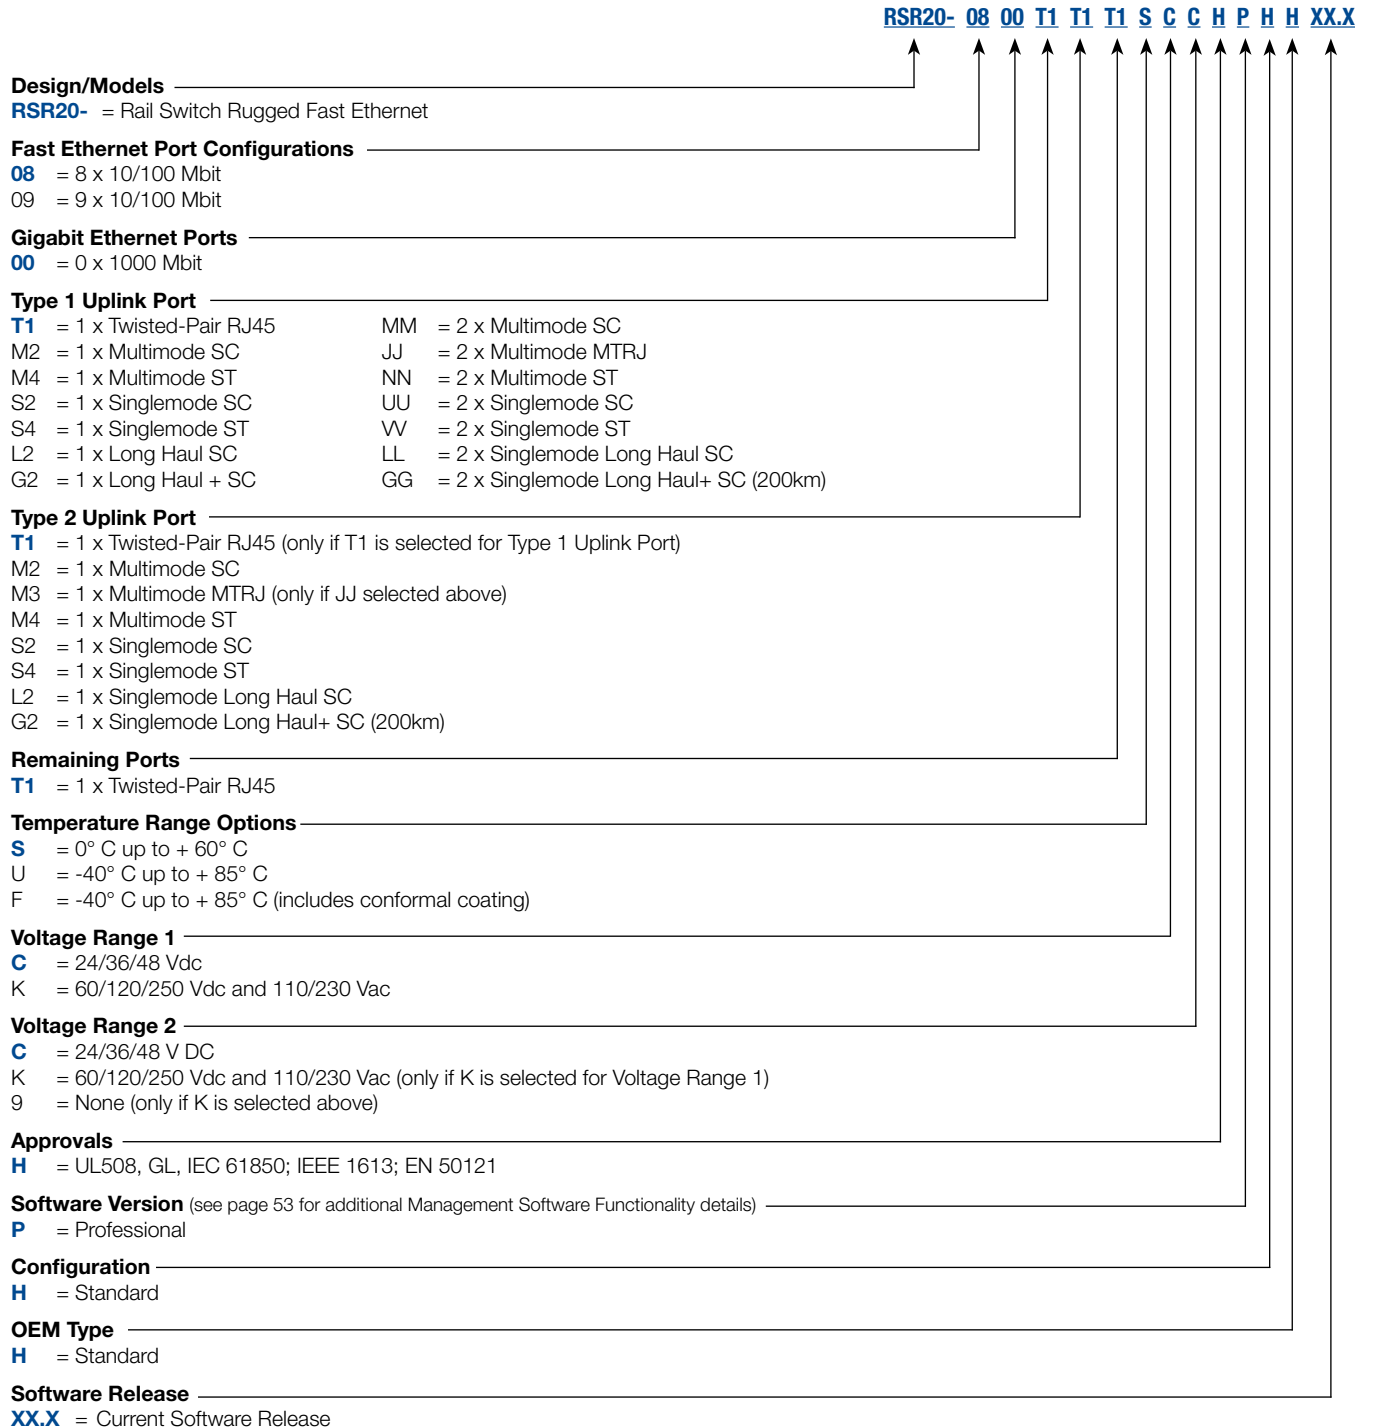 RSR20- 08 00 T1 T1 T1 S C C H P H H XX.X
Design/Models
RSR20- = Rail Switch Rugged Fast Ethernet
Fast Ethernet Port Configurations
08 = 8 x 10/100 Mbit
09 = 9 x 10/100 Mbit
Gigabit Ethernet Ports
00 = 0 x 1000 Mbit
Type 1 Uplink Port
T1 = 1 x Twisted-Pair RJ45 MM = 2 x Multimode SC
M2 = 1 x Multimode SC JJ = 2 x Multimode MTRJ
M4 = 1 x Multimode ST NN = 2 x Multimode ST
S2 = 1 x Singlemode SC UU = 2 x Singlemode SC
S4 = 1 x Singlemode ST VV = 2 x Singlemode ST
L2 = 1 x Long Haul SC LL = 2 x Singlemode Long Haul SC
G2 = 1 x Long Haul + SC GG = 2 x Singlemode Long Haul+ SC (200km)
Type 2 Uplink Port
T1 = 1 x Twisted-Pair RJ45 (only if T1 is selected for Type 1 Uplink Port)
M2 = 1 x Multimode SC
M3 = 1 x Multimode MTRJ (only if JJ selected above)
M4 = 1 x Multimode ST
S2 = 1 x Singlemode SC
S4 = 1 x Singlemode ST
L2 = 1 x Singlemode Long Haul SC
G2 = 1 x Singlemode Long Haul+ SC (200km)
Remaining Ports
T1 = 1 x Twisted-Pair RJ45
Temperature Range Options
S = 0° C up to + 60° C
U = -40° C up to + 85° C
F = -40° C up to + 85° C (includes conformal coating)
Voltage Range 1
C = 24/36/48 Vdc
K = 60/120/250 Vdc and 110/230 Vac
Voltage Range 2
C = 24/36/48 V DC
K = 60/120/250 Vdc and 110/230 Vac (only if K is selected for Voltage Range 1)
9 = None (only if K is selected above)
Approvals
H = UL508, GL, IEC 61850; IEEE 1613; EN 50121
Software Version (see page 53 for additional Management Software Functionality details)
P = Professional
Configuration
H = Standard
OEM Type
H = Standard
Software Release
XX.X = Current Software Release